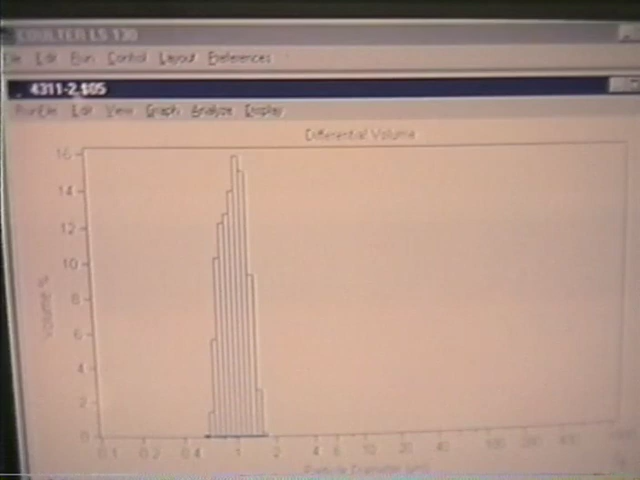 COULTER LS 130
File Edit Run Control Layout Preferences
4311-2.$05
RunFile Edit View Graph Analyze Display
Differential Volume
16
14
12
10
8
6
4
2
0
Volume %
0.1 0.2 0.4 1 2 4 6 10 20 40 100 200 400
Particle Diameter (µm)